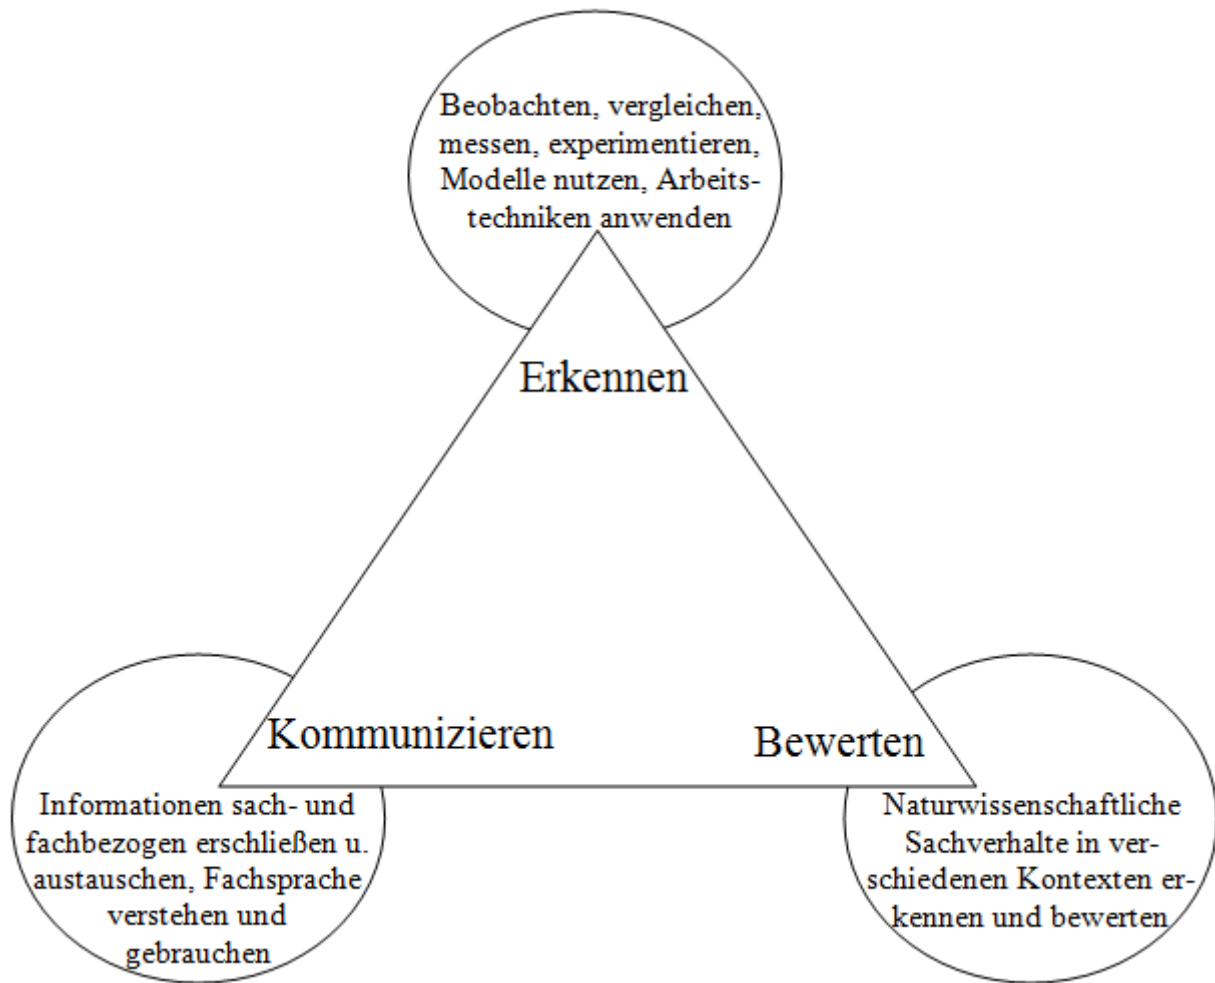 Beobachten, vergleichen,
messen, experimentieren,
Modelle nutzen, Arbeits-
techniken anwenden
Erkennen
Kommunizieren
Bewerten
Informationen sach- und
fachbezogen erschließen u.
austauschen, Fachsprache
verstehen und
gebrauchen
Naturwissenschaftliche
Sachverhalte in ver-
schiedenen Kontexten er-
kennen und bewerten